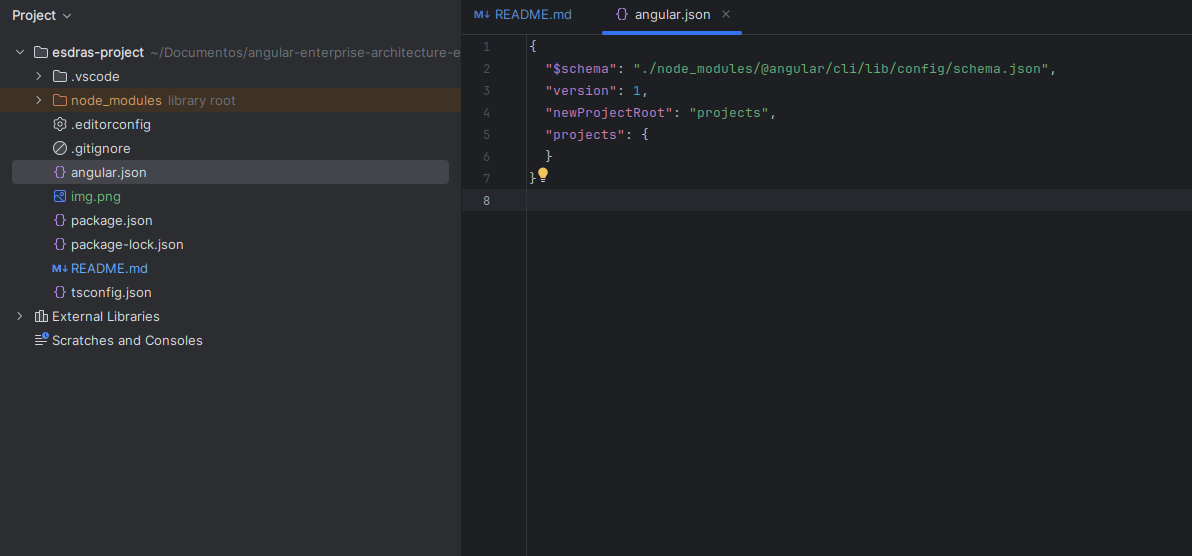 Project
esdras-project ~/Documentos/angular-enterprise-architecture-e
.vscode
node_modules library root
.editorconfig
.gitignore
angular.json
img.png
package.json
package-lock.json
M↓ README.md
tsconfig.json
External Libraries
Scratches and Consoles
M↓ README.md
{} angular.json
1 {
2 "$schema": "./node_modules/@angular/cli/lib/config/schema.json",
3 "version": 1,
4 "newProjectRoot": "projects",
5 "projects": {
6 }
7 }
8